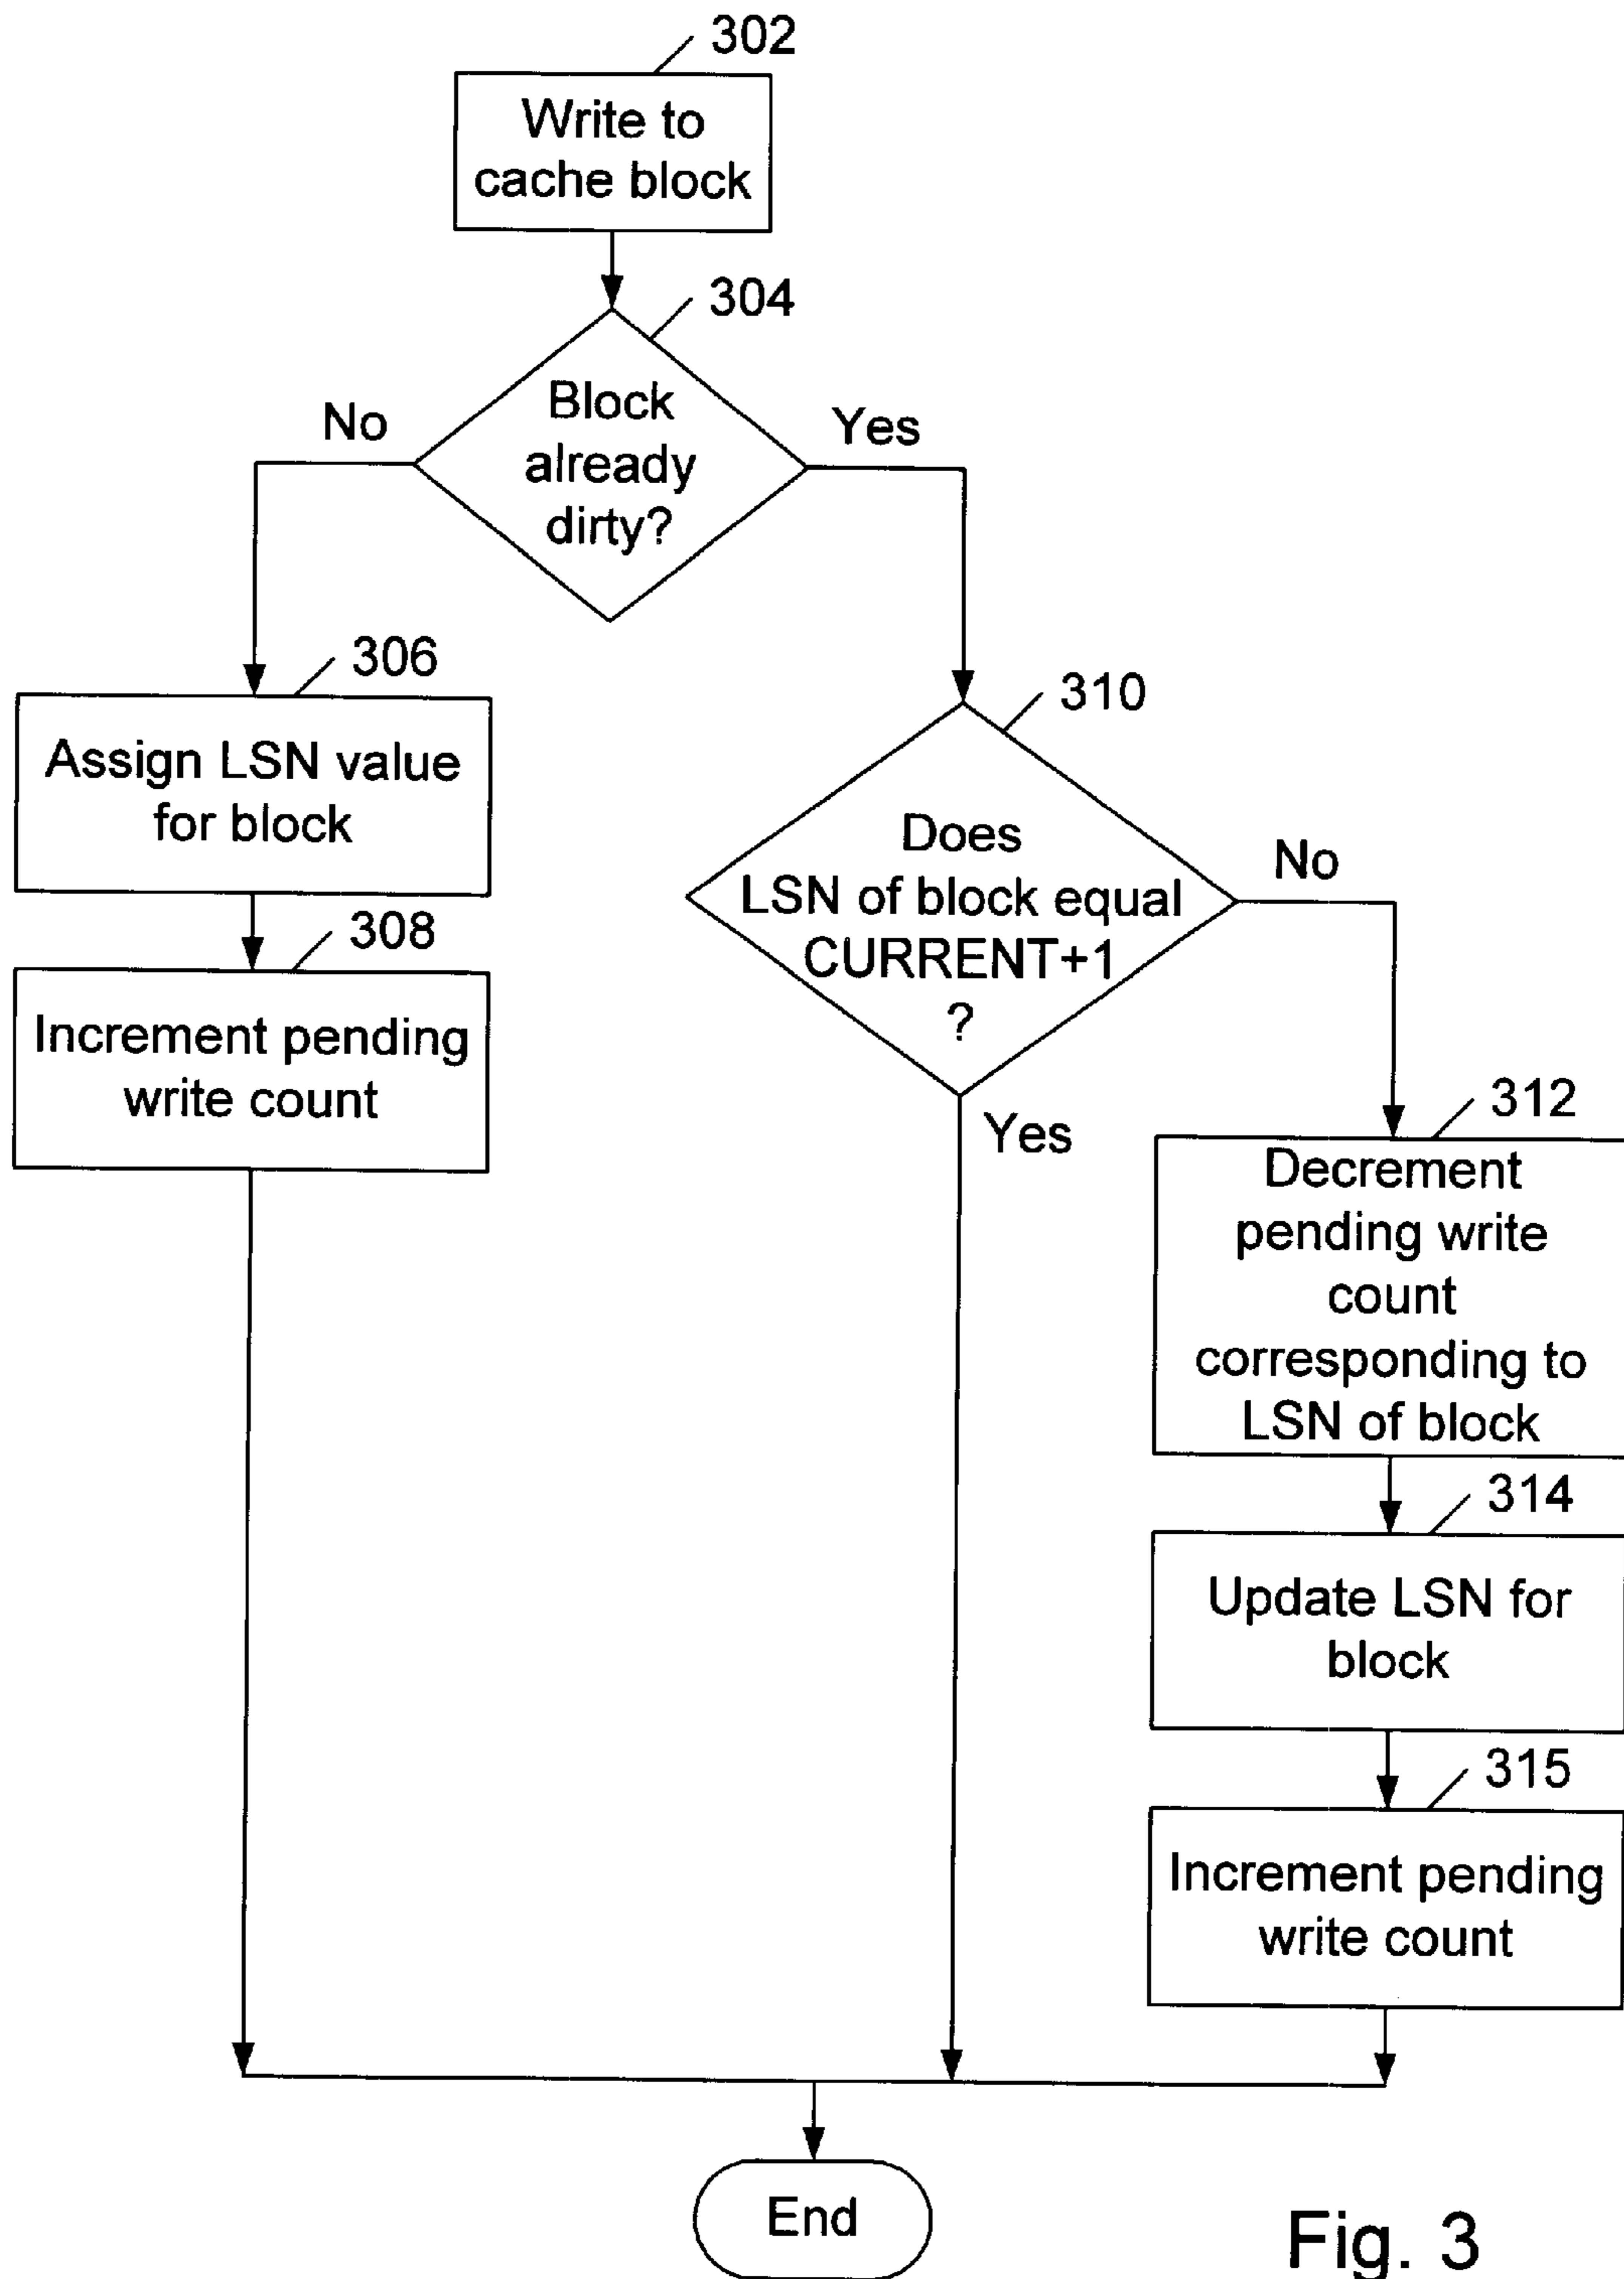 302
Write to
cache block
304
Block
already
dirty?
No
Yes
306
Assign LSN value
for block
308
Increment pending
write count
310
Does
LSN of block equal
CURRENT+1
?
No
Yes
312
Decrement
pending write
count
corresponding to
LSN of block
314
Update LSN for
block
315
Increment pending
write count
End
Fig. 3